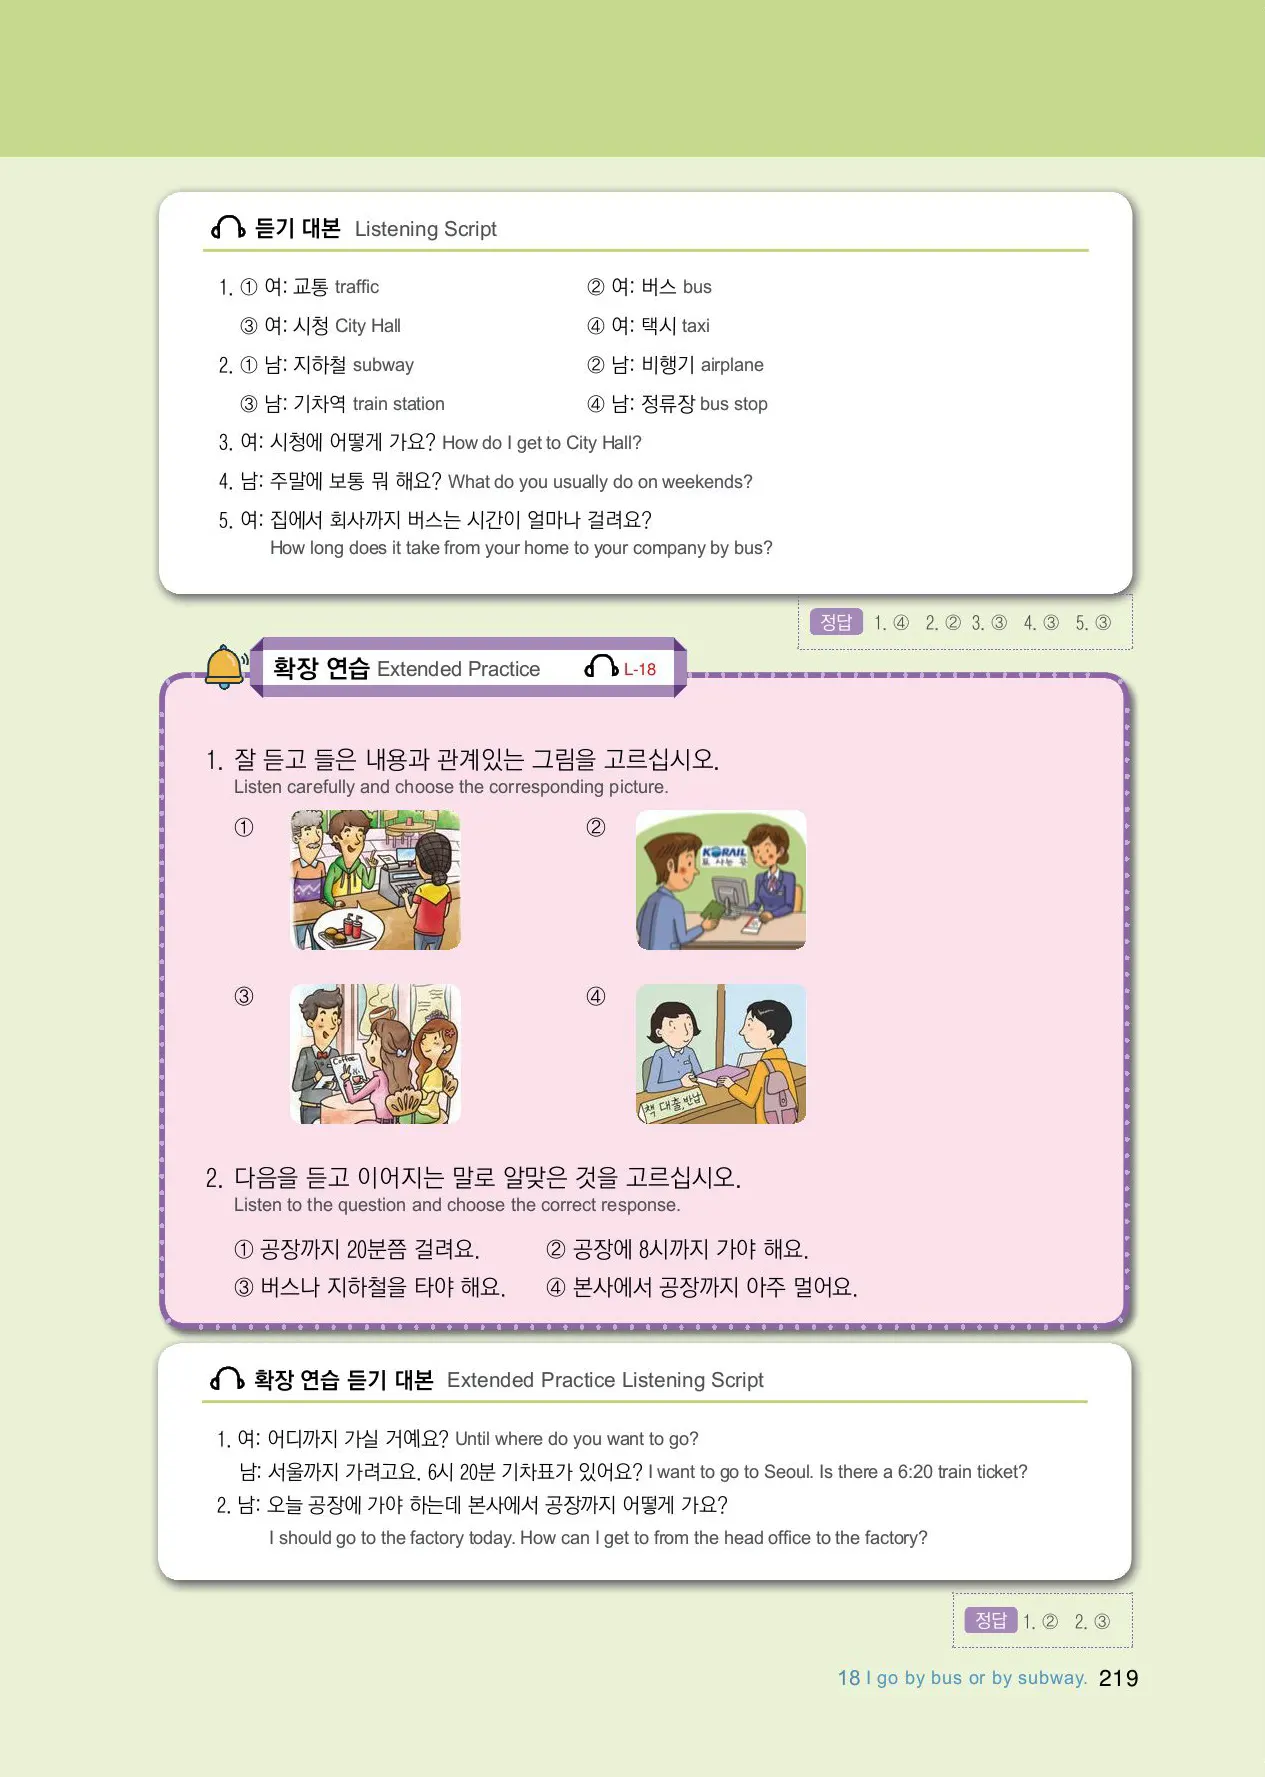 듣기 대본 Listening Script
1. ① 여: 교통 traffic ② 여: 버스 bus
③ 여: 시청 City Hall ④ 여: 택시 taxi
2. ① 남: 지하철 subway ② 남: 비행기 airplane
③ 남: 기차역 train station ④ 남: 정류장 bus stop
3. 여: 시청에 어떻게 가요? How do I get to City Hall?
4. 남: 주말에 보통 뭐 해요? What do you usually do on weekends?
5. 여: 집에서 회사까지 버스는 시간이 얼마나 걸려요?
How long does it take from your home to your company by bus?
정답 1. ④ 2. ② 3. ③ 4. ③ 5. ③
확장 연습 Extended Practice L-18
1. 잘 듣고 들은 내용과 관계있는 그림을 고르십시오.
Listen carefully and choose the corresponding picture.
① ②
KORAIL
표 사는 곳
③ ④
Coffee
책 대출, 반납
2. 다음을 듣고 이어지는 말로 알맞은 것을 고르십시오.
Listen to the question and choose the correct response.
① 공장까지 20분쯤 걸려요. ② 공장에 8시까지 가야 해요.
③ 버스나 지하철을 타야 해요. ④ 본사에서 공장까지 아주 멀어요.
확장 연습 듣기 대본 Extended Practice Listening Script
1. 여: 어디까지 가실 거예요? Until where do you want to go?
남: 서울까지 가려고요. 6시 20분 기차표가 있어요? I want to go to Seoul. Is there a 6:20 train ticket?
2. 남: 오늘 공장에 가야 하는데 본사에서 공장까지 어떻게 가요?
I should go to the factory today. How can I get to from the head office to the factory?
정답 1. ② 2. ③
18 I go by bus or by subway. 219